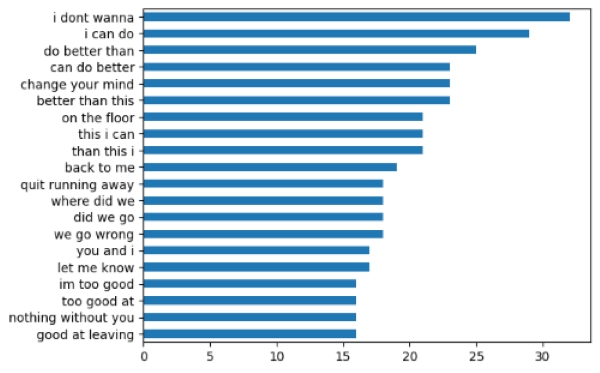 i dont wanna
i can do
do better than
can do better
change your mind
better than this
on the floor
this i can
than this i
back to me
quit running away
where did we
did we go
we go wrong
you and i
let me know
im too good
too good at
nothing without you
good at leaving
0 5 10 15 20 25 30